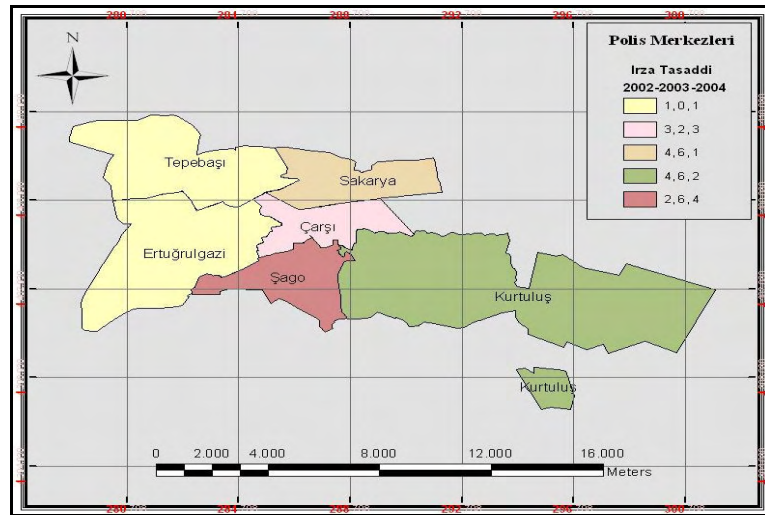 N
Polis Merkezleri
Irza Tasaddi
2002-2003-2004
1, 0, 1
3, 2, 3
4, 6, 1
4, 6, 2
2, 6, 4
Tepebaşı
Sakarya
Çarşı
Ertuğrulgazi
Şago
Kurtuluş
Kurtuluş
0 2.000 4.000 8.000 12.000 16.000
Meters